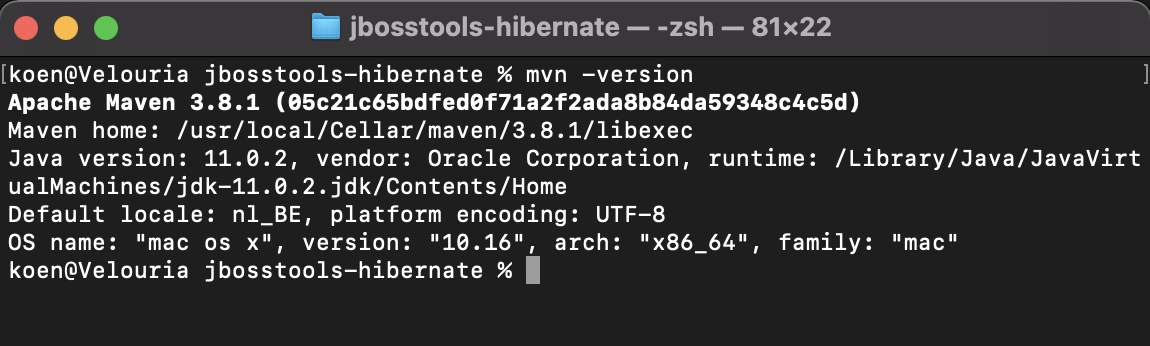 jbosstools-hibernate — -zsh — 81×22
[koen@Velouria jbosstools-hibernate % mvn -version]
Apache Maven 3.8.1 (05c21c65bdfed0f71a2f2ada8b84da59348c4c5d)
Maven home: /usr/local/Cellar/maven/3.8.1/libexec
Java version: 11.0.2, vendor: Oracle Corporation, runtime: /Library/Java/JavaVirt
ualMachines/jdk-11.0.2.jdk/Contents/Home
Default locale: nl_BE, platform encoding: UTF-8
OS name: "mac os x", version: "10.16", arch: "x86_64", family: "mac"
koen@Velouria jbosstools-hibernate %